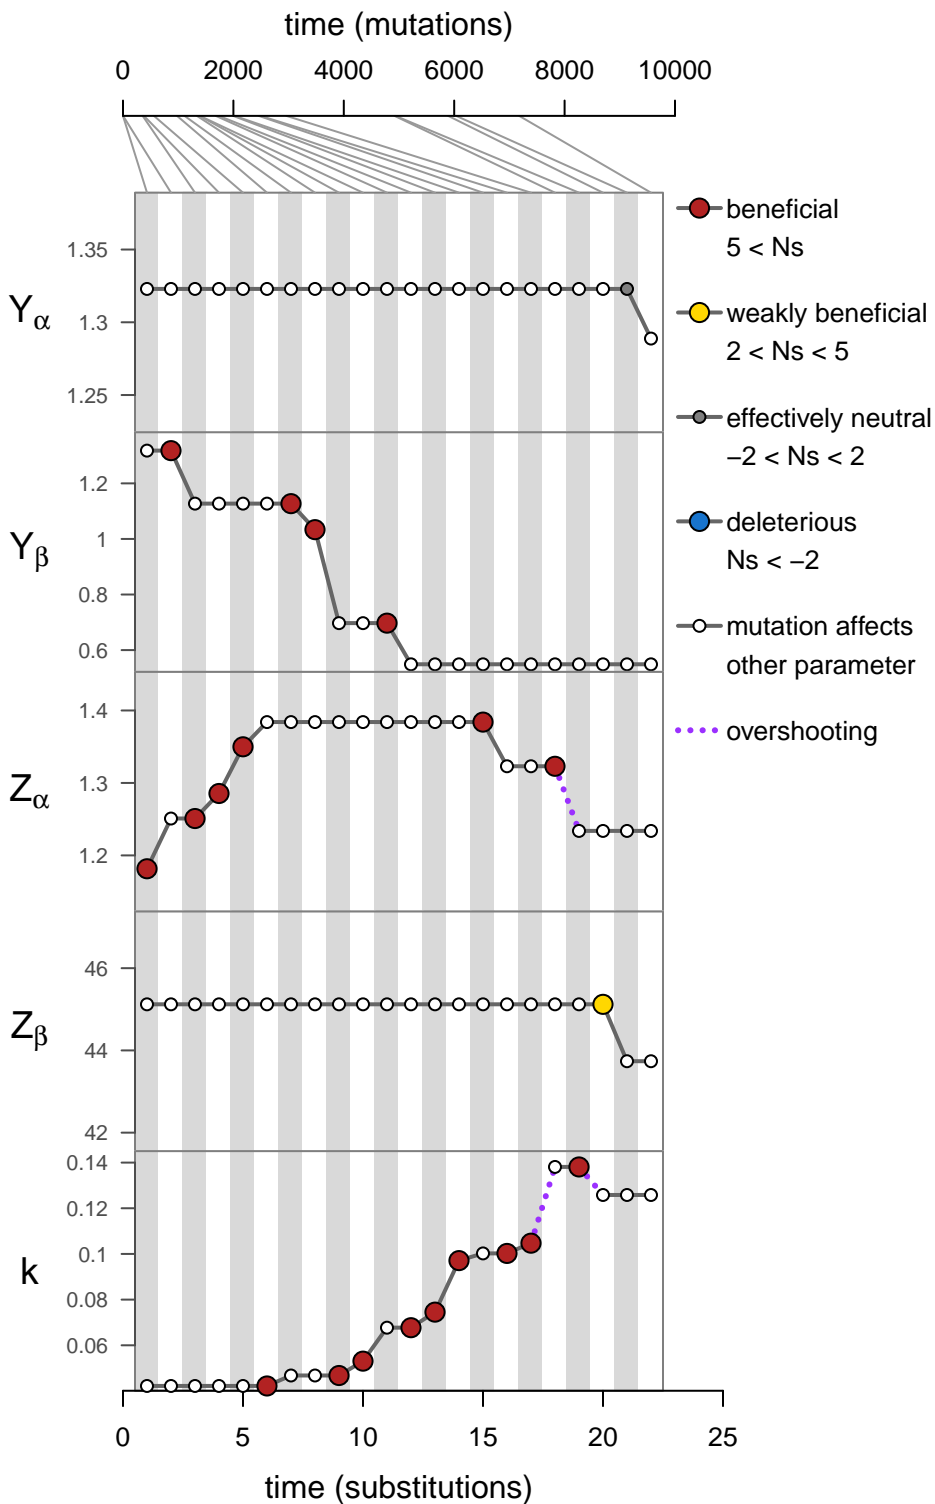 time (mutations)
0 2000 4000 6000 8000 10000
beneficial
5 < Ns
weakly beneficial
2 < Ns < 5
effectively neutral
−2 < Ns < 2
deleterious
Ns < −2
mutation affects
other parameter
overshooting
Yα
1.35
1.3
1.25
Yβ
1.2
1
0.8
0.6
Zα
1.4
1.3
1.2
Zβ
46
44
42
k
0.14
0.12
0.1
0.08
0.06
0 5 10 15 20 25
time (substitutions)